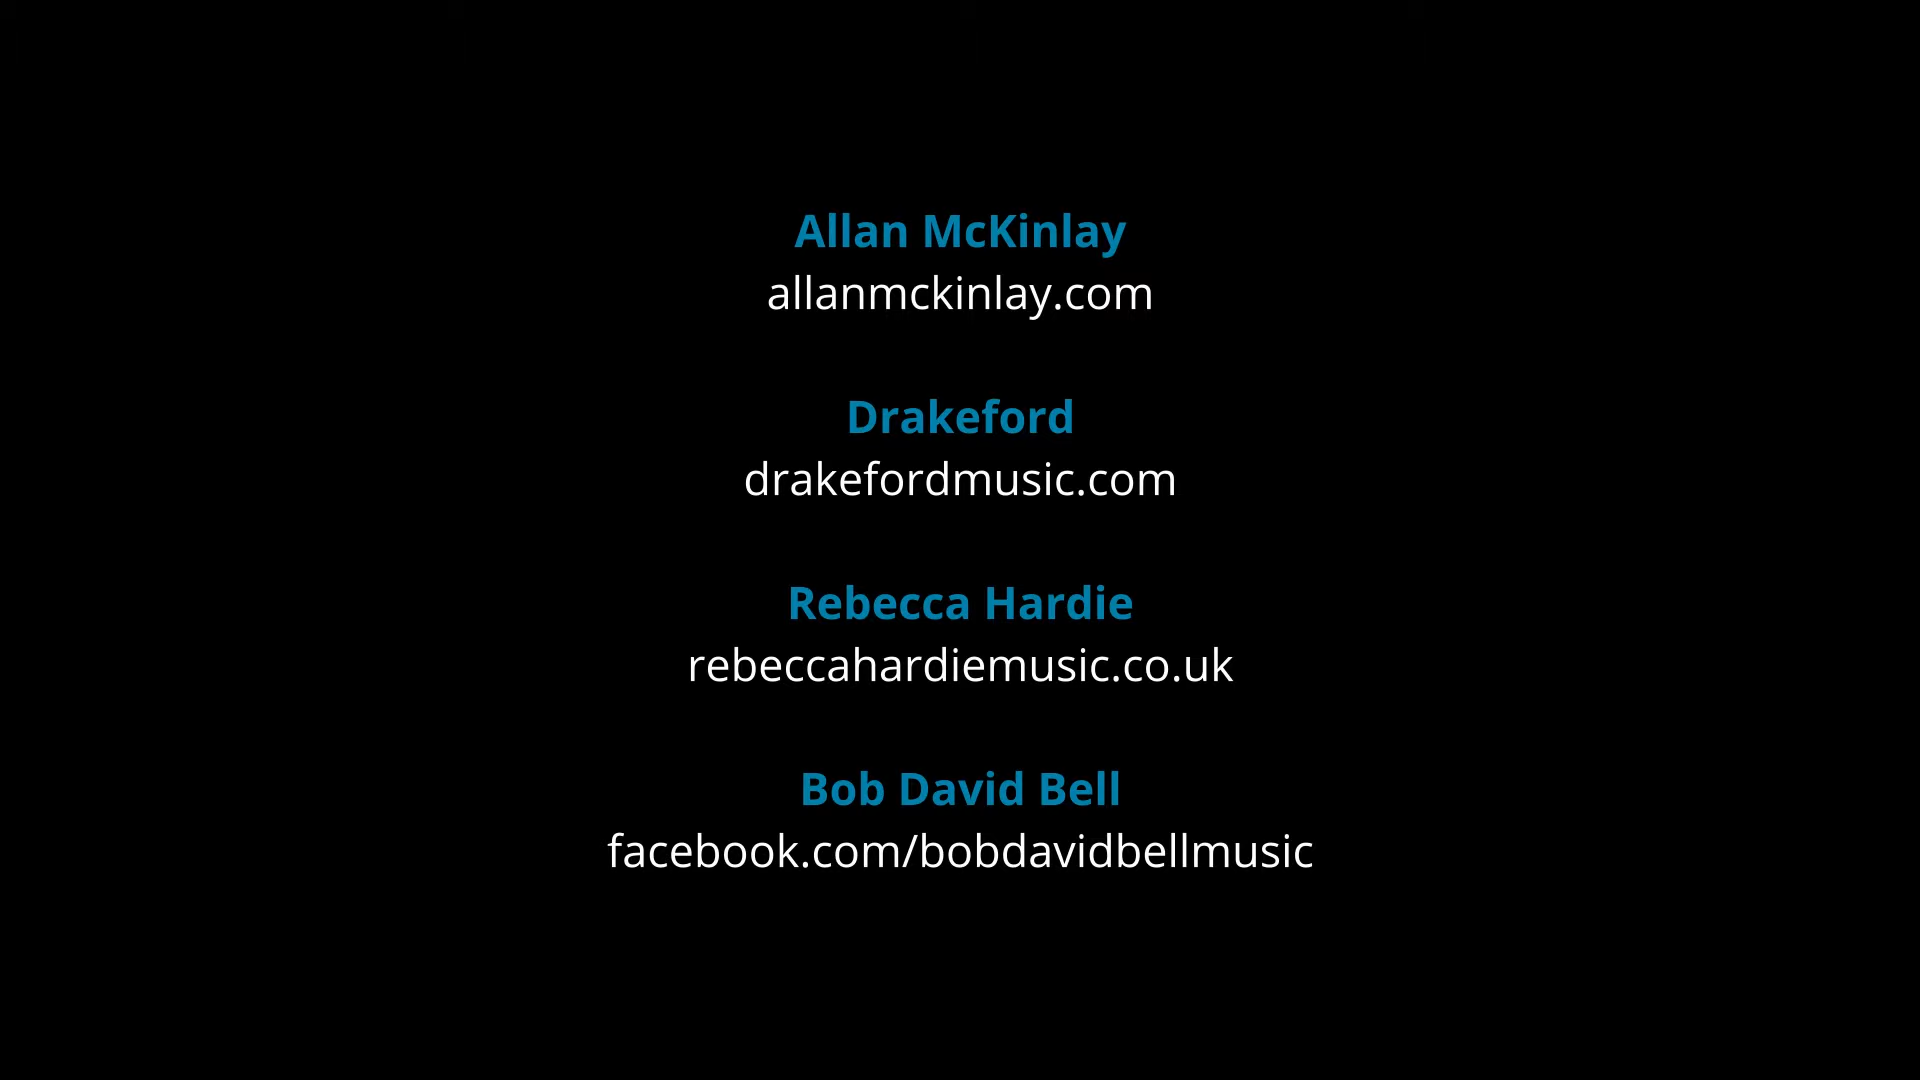 Allan McKinlay
allanmckinlay.com
Drakeford
drakefordmusic.com
Rebecca Hardie
rebeccahardiemusic.co.uk
Bob David Bell
facebook.com/bobdavidbellmusic